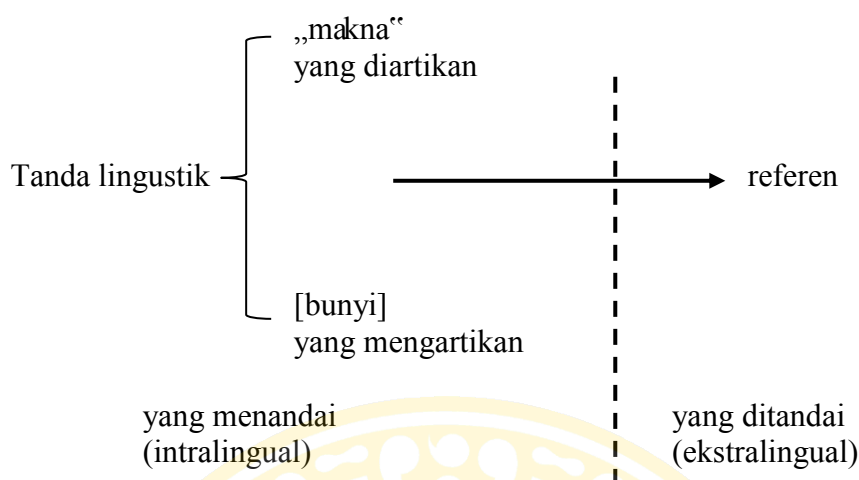 „makna“
yang diartikan
Tanda lingustik
referen
[bunyi]
yang mengartikan
yang menandai
(intralingual)
yang ditandai
(ekstralingual)